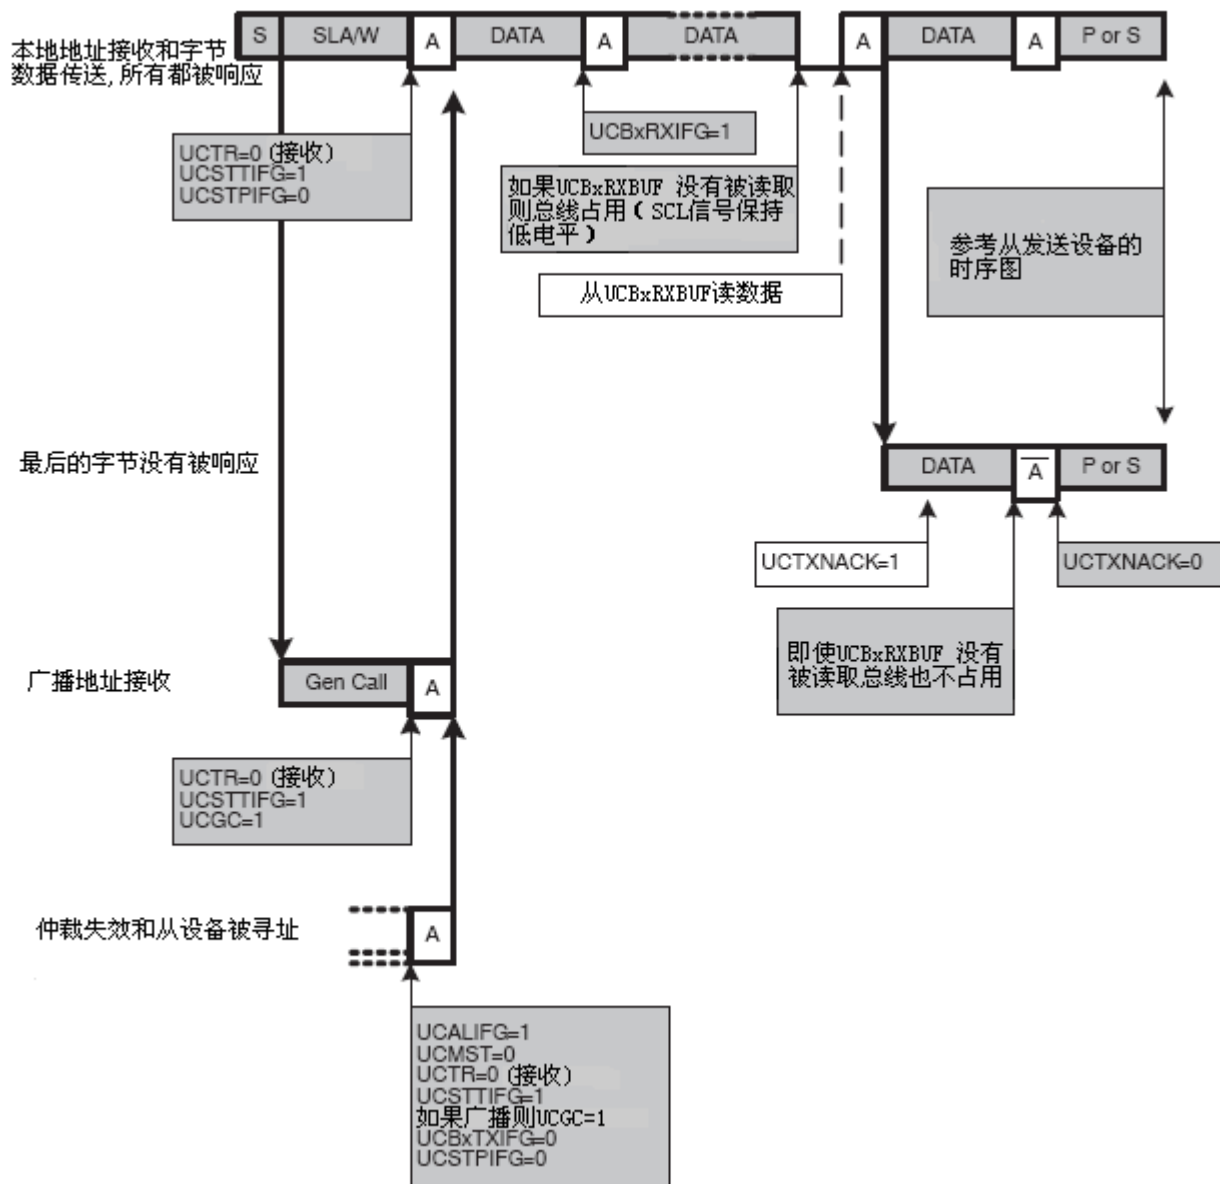 S SLA/W A DATA A DATA A DATA A P or S
本地地址接收和字节
数据传送,所有都被响应
UCTR=0 (接收)
UCSTTIFG=1
UCSTPIFG=0
UCBxRXIFG=1
如果UCBxRXBUF 没有被读取
则总线占用(SCL信号保持
低电平)
从UCBxRXBUF读数据
参考从发送设备的
时序图
最后的字节没有被响应
DATA A P or S
UCTXNACK=1
UCTXNACK=0
即使UCBxRXBUF 没有
被读取总线也不占用
广播地址接收
Gen Call A
UCTR=0 (接收)
UCSTTIFG=1
UCGC=1
仲裁失效和从设备被寻址
A
UCALIFG=1
UCMST=0
UCTR=0 (接收)
UCSTTIFG=1
如果广播则UCGC=1
UCBxTXIFG=0
UCSTPIFG=0